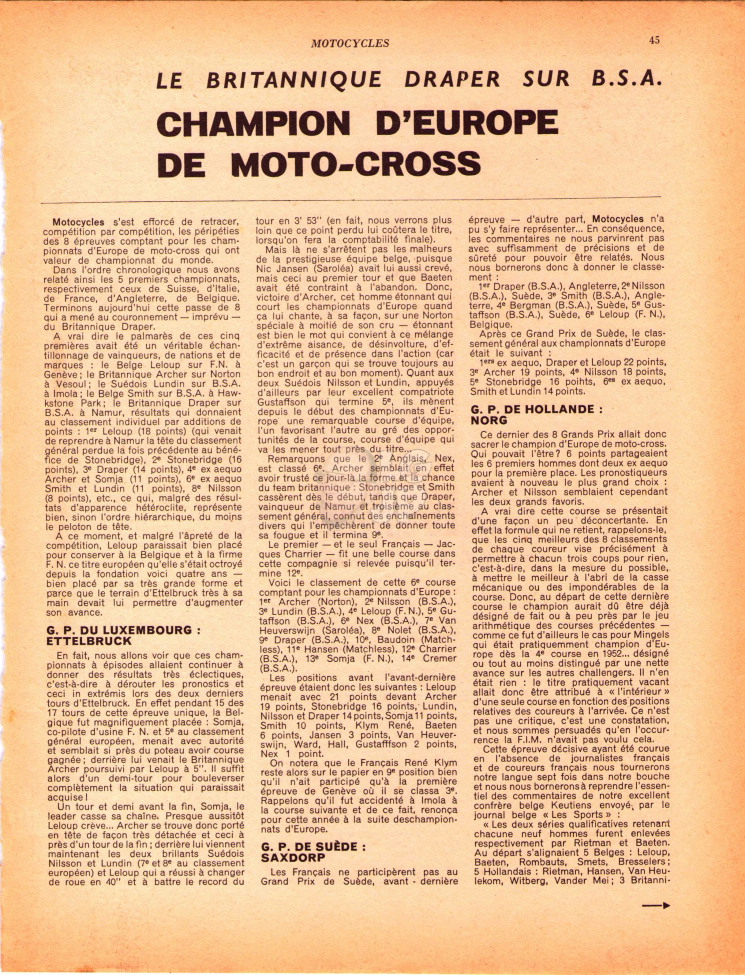 MOTOCYCLES
45
LE BRITANNIQUE DRAPER SUR B.S.A.
CHAMPION D'EUROPE
DE MOTO-CROSS
Motocycles s'est efforcé de retracer,
compétition par compétition, les péripéties
des 8 épreuves comptant pour les cham-
pionnats d'Europe de moto-cross qui ont
valeur de championnat du monde.
Dans l'ordre chronologique nous avons
relaté ainsi les 5 premiers championnats,
respectivement ceux de Suisse, d'Italie,
de France, d'Angleterre, de Belgique.
Terminons aujourd'hui cette passe de 8
qui a mené au couronnement — imprévu —
du Britannique Draper.
A vrai dire le palmarès de ces cinq
premières avait été un véritable échan-
tillonnage de vainqueurs, de nations et de
marques : le Belge Leloup sur F.N. à
Genève ; le Britannique Archer sur Norton
à Vesoul ; le Suédois Lundin sur B.S.A.
à Imola ; le Belge Smith sur B.S.A. à Haw-
kstone Park ; le Britannique Draper sur
B.S.A. à Namur, résultats qui donnaient
au classement individuel par additions de
points : 1er Leloup (18 points) (qui venait
de reprendre à Namur la tête du classement
général perdue la fois précédente au béné-
fice de Stonebridge), 2e Stonebridge (16
points), 3e Draper (14 points), 4e ex aequo
Archer et Somja (11 points), 6e ex aequo
Smith et Lundin (11 points), 8e Nilsson
(8 points), etc., ce qui, malgré des résul-
tats d'apparence hétéroclite, représente
bien, sinon l'ordre hiérarchique, du moins
le peloton de tête.
A ce moment, et malgré l'âpreté de la
compétition, Leloup paraissait bien placé
pour conserver à la Belgique et à la firme
F. N. ce titre européen qu'elle s'était octroyé
depuis la fondation voici quatre ans —
bien placé par sa très grande forme et
parce que le terrain d'Ettelbruck très à sa
main devait lui permettre d'augmenter
son avance.
G. P. DU LUXEMBOURG :
ETTELBRUCK
En fait, nous allons voir que ces cham-
pionnats à épisodes allaient continuer à
donner des résultats très éclectiques,
c'est-à-dire à dérouter les pronostics et
ceci in extrémis lors des deux derniers
tours d'Ettelbruck. En effet pendant 15 des
17 tours de cette épreuve unique, la Bel-
gique fut magnifiquement placée : Somja,
co-pilote d'usine F. N. et 5e au classement
général européen, menait avec autorité
et semblait si près du poteau avoir course
gagnée ; derrière lui venait le Britannique
Archer poursuivi par Leloup à 5". Il suffit
alors d'un demi-tour pour bouleverser
complètement la situation qui paraissait
acquise !
Un tour et demi avant la fin, Somja, le
leader casse sa chaîne. Presque aussitôt
Leloup crève... Archer se trouve donc porté
en tête de façon très détachée et ceci à
près d'un tour de la fin ; derrière lui viennent
maintenant les deux brillants Suédois
Nilsson et Lundin (7e et 8e au classement
européen) et Leloup qui a réussi à changer
de roue en 40" et à battre le record du
tour en 3' 53" (en fait, nous verrons plus
loin que ce point perdu lui coûtera le titre,
lorsqu'on fera la comptabilité finale).
Mais là ne s'arrêtent pas les malheurs
de la prestigieuse équipe belge, puisque
Nic Jansen (Saroléa) avait lui aussi crevé,
mais ceci au premier tour et que Baeten
avait été contraint à l'abandon. Donc,
victoire d'Archer, cet homme étonnant qui
court les championnats d'Europe quand
ça lui chante, à sa façon, sur une Norton
spéciale à moitié de son cru — étonnant
est bien le mot qui convient à ce mélange
d'extrême aisance, de désinvolture, d'ef-
ficacité et de présence dans l'action (car
c'est un garçon qui se trouve toujours au
bon endroit et au bon moment). Quant aux
deux Suédois Nilsson et Lundin, appuyés
d'ailleurs par leur excellent compatriote
Gustaffson qui termine 5e, ils mènent
depuis le début des championnats d'Eu-
rope une remarquable course d'équipe,
l'un favorisant l'autre au gré des oppor-
tunités de la course, course d'équipe qui
va les mener tout près du titre...
Remarquons que le 2e Anglais, Nex,
est classé 6e. Archer semblait en effet
avoir trusté ce jour-là la forme et la chance
du team britannique : Stonebridge et Smith
cassèrent dès le début, tandis que Draper,
vainqueur de Namur et troisième au clas-
sement général, connut des enchaînements
divers qui l'empêchèrent de donner toute
sa fougue et il termina 9e.
Le premier — et le seul Français — Jac-
ques Charrier — fit une belle course dans
cette compagnie si relevée puisqu'il ter-
mine 12e.
Voici le classement de cette 6e course
comptant pour les championnats d'Europe :
1er Archer (Norton), 2e Nilsson (B.S.A.),
3e Lundin (B.S.A.), 4e Leloup (F.N.), 5e Gu-
taffson (B.S.A.), 6e Nex (B.S.A.), 7e Van
Heuverswijn (Saroléa), 8e Nolet (B.S.A.),
9e Draper (B.S.A.), 10e, Baudoin (Match-
less), 11e Hansen (Matchless), 12e Charrier
(B.S.A.), 13e Somja (F. N.), 14e Cremer
(B.S.A.).
Les positions avant l'avant-dernière
épreuve étaient donc les suivantes : Leloup
menait avec 21 points devant Archer
19 points, Stonebridge 16 points, Lundin,
Nilsson et Draper 14 points, Somja 11 points,
Smith 10 points, Klym René, Baeten
6 points, Jansen 3 points, Van Heuver-
swijn, Ward, Hall, Gustafffson 2 points,
Nex 1 point.
On notera que le Français René Klym
reste alors sur le papier en 9e position bien
qu'il n'ait participé qu'à la première
épreuve de Genève où il se classa 3e.
Rappelons qu'il fut accidenté à Imola à
la course suivante et de ce fait, renonça
pour cette année à la suite deschampion-
nats d'Europe.
G. P. DE SUÈDE :
SAXDORP
Les Français ne participèrent pas au
Grand Prix de Suède, avant - dernière
épreuve — d'autre part, Motocycles n'a
pu s'y faire représenter... En conséquence,
les commentaires ne nous parvinrent pas
avec suffisamment de précisions et de
sûreté pour pouvoir être relatés. Nous
nous bornerons donc à donner le classe-
ment :
1er Draper (B.S.A.), Angleterre, 2e Nilsson
(B.S.A.), Suède, 3e Smith (B.S.A.), Angle-
terre, 4e Bergman (B.S.A.), Suède, 5e Gus-
taffson (B.S.A.), Suède, 6e Leloup (F. N.),
Belgique.
Après ce Grand Prix de Suède, le clas-
sement général aux championnats d'Europe
était le suivant :
1ers ex aequo, Draper et Leloup 22 points,
3e Archer 19 points, 4e Nilsson 18 points,
5e Stonebridge 16 poihts, 6es ex aequo,
Smith et Lundin 14 points.
G. P. DE HOLLANDE :
NORG
Ce dernier des 8 Grands Prix allait donc
sacrer le champion d'Europe de moto-cross.
Qui pouvait l'être ? 6 points partageaient
les 6 premiers hommes dont deux ex aequo
pour la première place. Les pronostiqueurs
avaient à nouveau le plus grand choix :
Archer et Nilsson semblaient cependant
les deux grands favoris.
A vrai dire cette course se présentait
d'une façon un peu déconcertante. En
effet la formule qui ne retient, rappelons-le,
que les cinq meilleurs des 8 classements
de chaque coureur vise précisément à
permettre à chacun trois coups pour rien,
c'est-à-dire, dans la mesure du possible,
à mettre le meilleur à l'abri de la casse
mécanique ou des impondérables de la
course. Donc, au départ de cette dernière
course le champion aurait dû être déjà
désigné de fait ou à peu près par le jeu
arithmétique des courses précédentes —
comme ce fut d'ailleurs le cas pour Mingels
qui était pratiquement champion d'Eu-
rope dès la 4e course en 1952... désigné
ou tout au moins distingué par une nette
avance sur les autres challengers. Il n'en
était rien : le titre pratiquement vacant
allait donc être attribué à « l'intérieur »
d'une seule course en fonction des positions
relatives des coureurs à l'arrivée. Ce n'est
pas une critique, c'est une constatation,
et nous sommes persuadés qu'en l'occur-
rence la F.I.M. n'avait pas voulu cela.
Cette épreuve décisive ayant été courue
en l'absence de journalistes français
et de coureurs français nous tournerons
notre langue sept fois dans notre bouche
et nous nous bornerons à reprendre l'essen-
tiel des commentaires de notre excellent
confrère belge Keutiens envoyé, par le
journal belge « Les Sports » :
« Les deux séries qualificatives retenant
chacune neuf hommes furent enlevées
respectivement par Rietman et Baeten.
Au départ s'alignaient 5 Belges : Leloup,
Baeten, Rombauts, Smets, Bresselers ;
5 Hollandais : Rietman, Hansen, Van Heu-
lekom, Witberg, Vander Mei ; 3 Britanni-